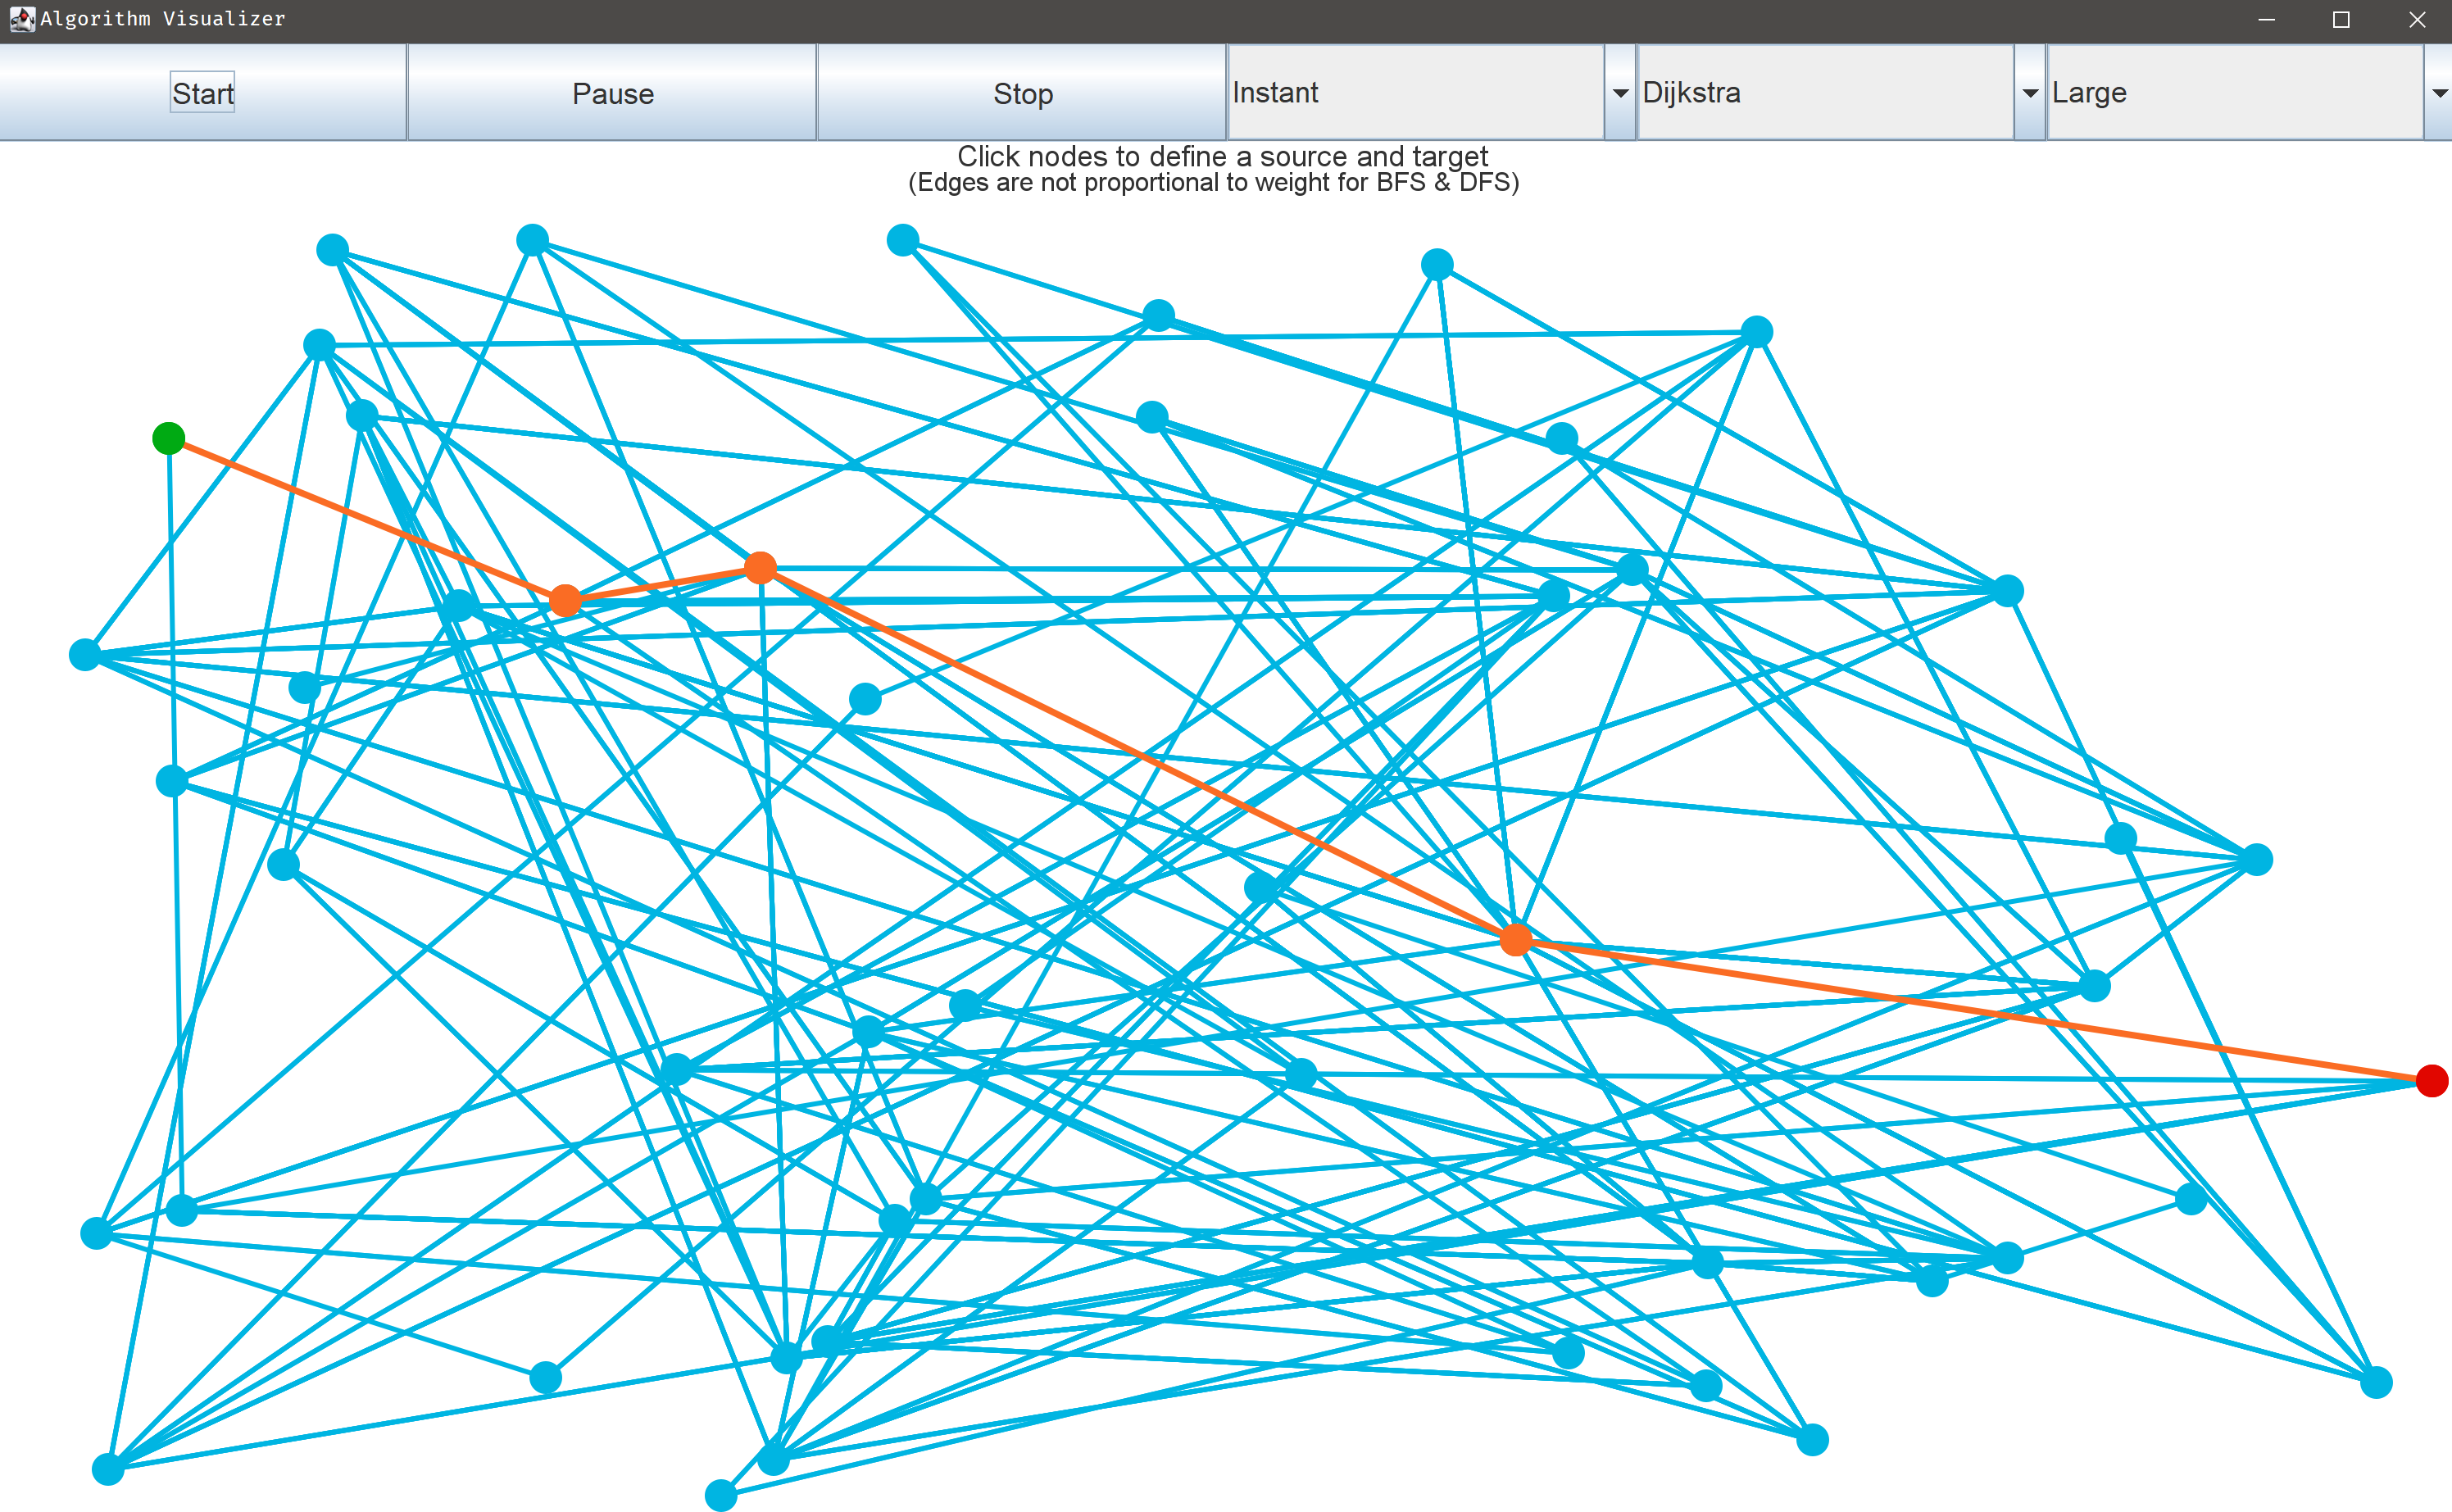 Algorithm Visualizer
Start
Pause
Stop
Instant
Dijkstra
Large
Click nodes to define a source and target
(Edges are not proportional to weight for BFS & DFS)